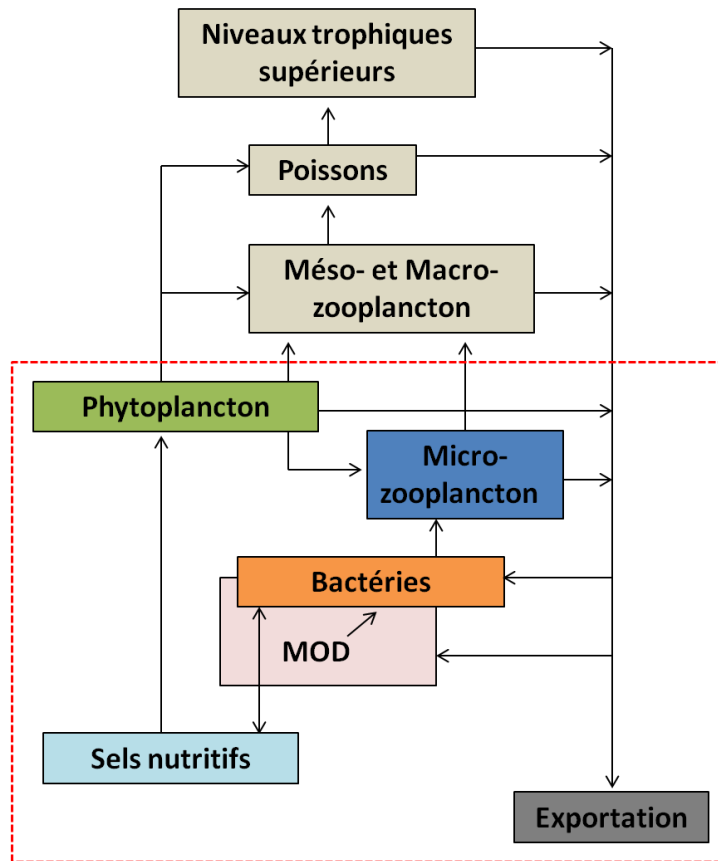 Niveaux trophiques
supérieurs
Poissons
Méso- et Macro-
zooplancton
Phytoplancton
Micro-
zooplancton
Bactéries
MOD
Sels nutritifs
Exportation